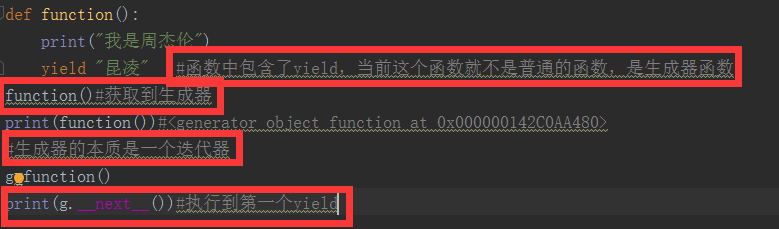 def function():
    print("我是周杰伦")
    yield "昆凌"  #函数中包含了yield，当前这个函数就不是普通的函数，是生成器函数
function()#获取到生成器
print(function())#<generator object function at 0x000000142C0AA480>
#生成器的本质是一个迭代器
g function()
print(g.__next__())#执行到第一个yield